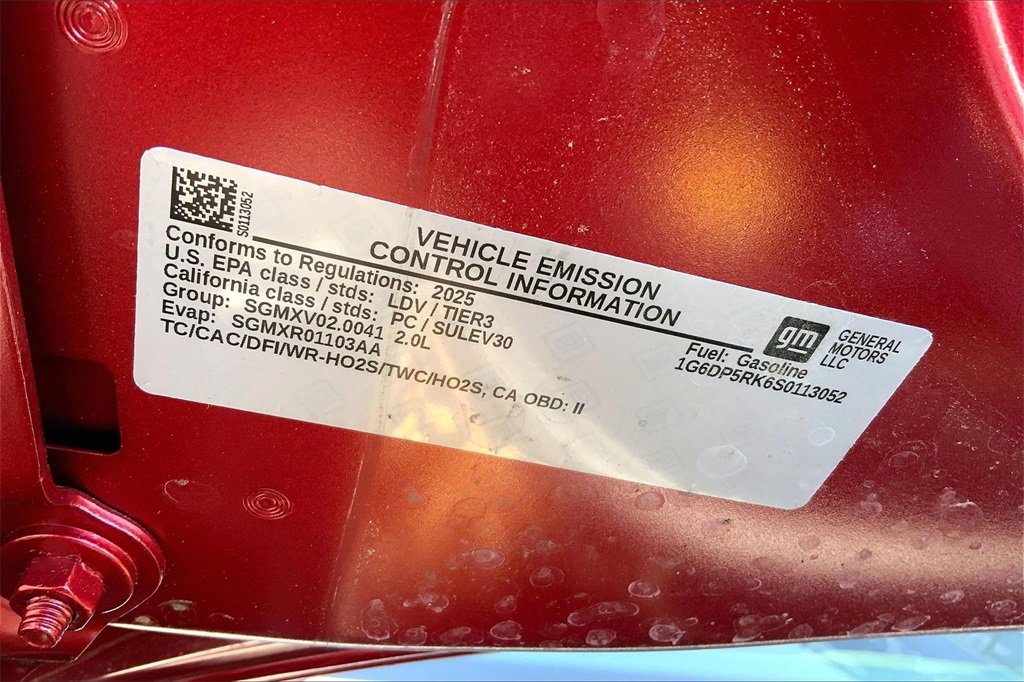 S0113052
VEHICLE EMISSION
CONTROL INFORMATION
Conforms to Regulations: 2025
U.S. EPA class / stds: LDV / TIER3
California class / stds: PC / SULEV30
Group: SGMXV02.0041 2.0L
Evap: SGMXR01103AA
TC/CAC/DFI/WR-HO2S/TWC/HO2S, CA OBD: II
gm
GENERAL
MOTORS
LLC
Fuel: Gasoline
1G6DP5RK6S0113052